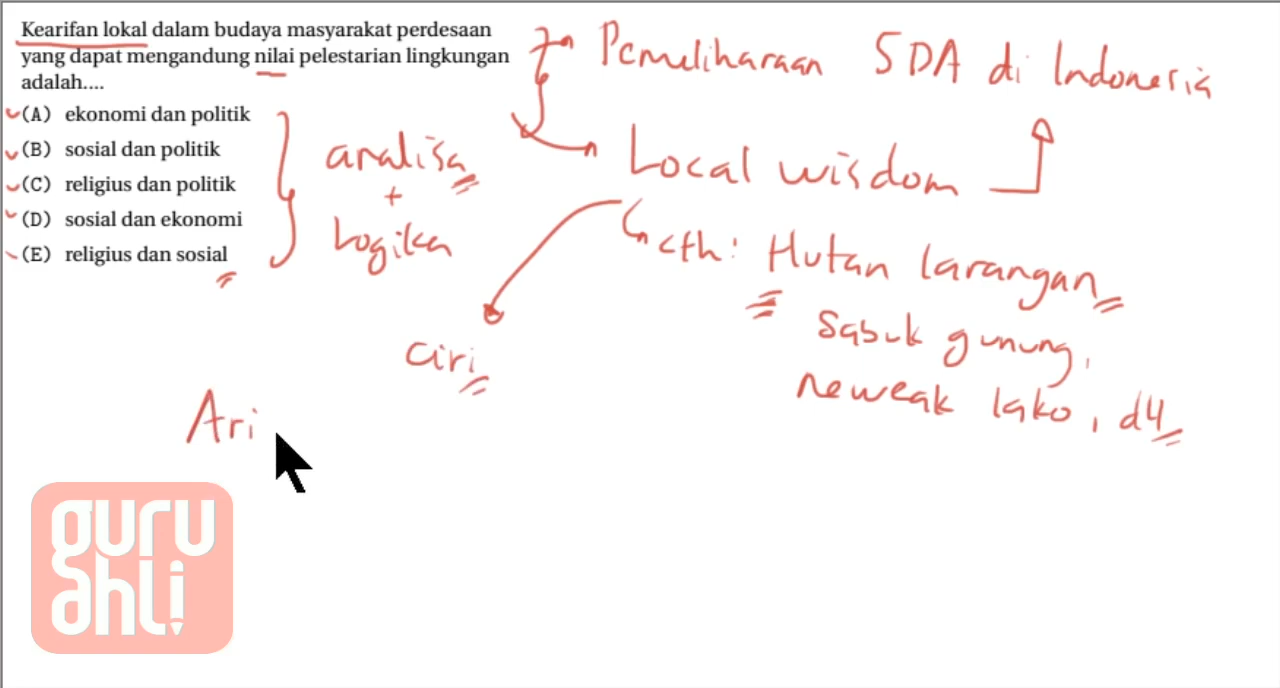 Kearifan lokal dalam budaya masyarakat perdesaan
yang dapat mengandung nilai pelestarian lingkungan
adalah....
(A) ekonomi dan politik
(B) sosial dan politik
(C) religius dan politik
(D) sosial dan ekonomi
(E) religius dan sosial
analisa
+
Logika
Pemeliharaan SDA di Indonesia
Local wisdom
cth: Hutan larangan
Sabuk gunung,
neweak lako, d4
Ciri
Ari
guru
ahli